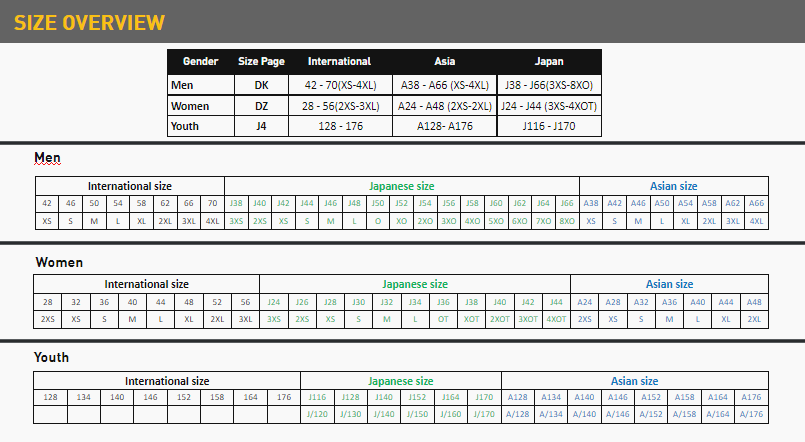 SIZE OVERVIEW
Gender Size Page International Asia Japan
Men DK 42 - 70(XS-4XL) A38 - A66 (XS-4XL) J38 - J66(3XS-8XO)
Women DZ 28 - 56(2XS-3XL) A24 - A48 (2XS-2XL) J24 - J44 (3XS-4XOT)
Youth J4 128 - 176 A128- A176 J116 - J170
Men
International size Japanese size Asian size
42 46 50 54 58 62 66 70 J38 J40 J42 J44 J46 J48 J50 J52 J54 J56 J58 J60 J62 J64 J66 A38 A42 A46 A50 A54 A58 A62 A66
XS S M L XL 2XL 3XL 4XL 3XS 2XS XS S M L O XO 2XO 3XO 4XO 5XO 6XO 7XO 8XO XS S M L XL 2XL 3XL 4XL
Women
International size Japanese size Asian size
28 32 36 40 44 48 52 56 J24 J26 J28 J30 J32 J34 J36 J38 J40 J42 J44 A24 A28 A32 A36 A40 A44 A48
2XS XS S M L XL 2XL 3XL 3XS 2XS XS S M L OT XOT 2XOT 3XOT 4XOT 2XS XS S M L XL 2XL
Youth
International size Japanese size Asian size
128 134 140 146 152 158 164 176 J116 J128 J140 J152 J164 J170 A128 A134 A140 A146 A152 A158 A164 A176
J/120 J/130 J/140 J/150 J/160 J/170 A/128 A/134 A/140 A/146 A/152 A/158 A/164 A/176